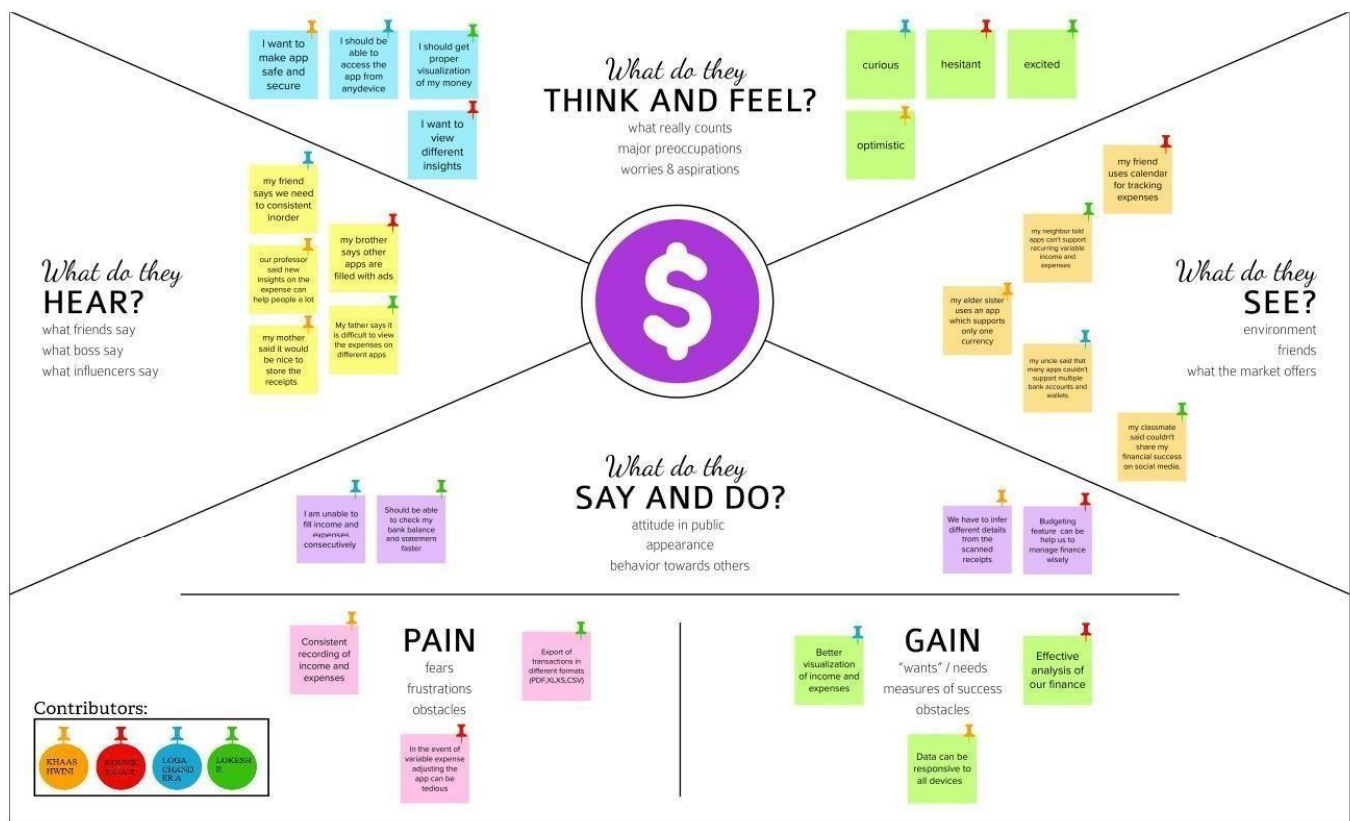 I want to
make app
safe and
secure
I should be
able to
access the
app from
anydevice
I should get
proper
visualization
of my money
I want to
view
different
insights
What do they
THINK AND FEEL?
what really counts
major preoccupations
worries & aspirations
curious
hesitant
excited
optimistic
What do they
HEAR?
what friends say
what boss say
what influencers say
my friend
says we need
to consistent
inorder
our professor
said new
insights on the
expense can
help people a lot
my mother
said it would
be nice to
store the
receipts
my brother
says other
apps are
filled with ads
My father says it
is difficult to view
the expenses on
different apps
my friend
uses calendar
for tracking
expenses
my neighbor told
apps can't support
recurring variable
income and
expenses
my elder sister
uses an app
which supports
only one
currency
my uncle said that
many apps couldn't
support multiple
bank accounts and
wallets
my classmate
said couldn't
share my
financial success
on social media.
What do they
SEE?
environment
friends
what the market offers
$
What do they
SAY AND DO?
attitude in public
appearance
behavior towards others
I am unable to
fill income and
expenses
consecutively
Should be able
to check my
bank balance
and statement
faster
We have to infer
different details
from the
scanned
receipts
Budgeting
feature can be
help us to
manage finance
wisely
PAIN
fears
frustrations
obstacles
Consistent
recording of
income and
expenses
Export of
transactions in
different formats
(PDF,XLXS,CSV)
In the event of
variable expense
adjusting the
app can be
tedious
GAIN
"wants" / needs
measures of success
obstacles
Better
visualization
of income and
expenses
Effective
analysis of
our finance
Data can be
responsive to
all devices
Contributors:
KHAAS
HWINI
LOGA
CHAND
ER A
LOKESH
R